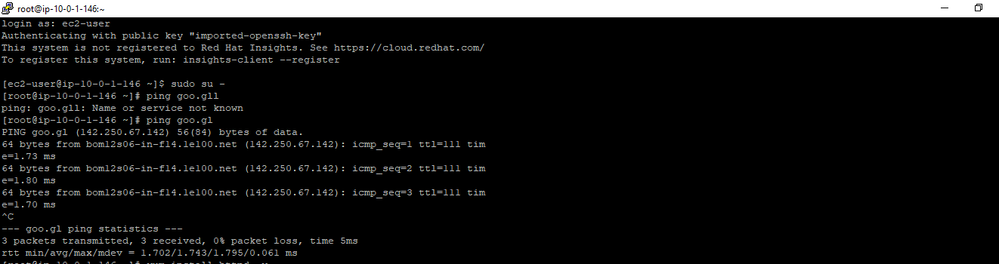 root@ip-10-0-1-146:~
login as: ec2-user
Authenticating with public key "imported-openssh-key"
This system is not registered to Red Hat Insights. See https://cloud.redhat.com/
To register this system, run: insights-client --register
[ec2-user@ip-10-0-1-146 ~]$ sudo su -
[root@ip-10-0-1-146 ~]# ping goo.gll
ping: goo.gll: Name or service not known
[root@ip-10-0-1-146 ~]# ping goo.gl
PING goo.gl (142.250.67.142) 56(84) bytes of data.
64 bytes from bom12s06-in-f14.1e100.net (142.250.67.142): icmp_seq=1 ttl=111 tim
e=1.73 ms
64 bytes from bom12s06-in-f14.1e100.net (142.250.67.142): icmp_seq=2 ttl=111 tim
e=1.80 ms
64 bytes from bom12s06-in-f14.1e100.net (142.250.67.142): icmp_seq=3 ttl=111 tim
e=1.70 ms
^C
--- goo.gl ping statistics ---
3 packets transmitted, 3 received, 0% packet loss, time 5ms
rtt min/avg/max/mdev = 1.702/1.743/1.795/0.061 ms